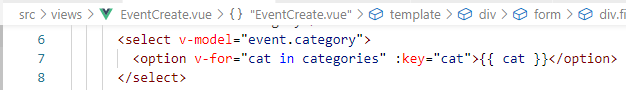 src > views > EventCreate.vue > {} "EventCreate.vue" > template > div > form > div.fi
6 <select v-model="event.category">
7 <option v-for="cat in categories" :key="cat">{{ cat }}</option>
8 </select>